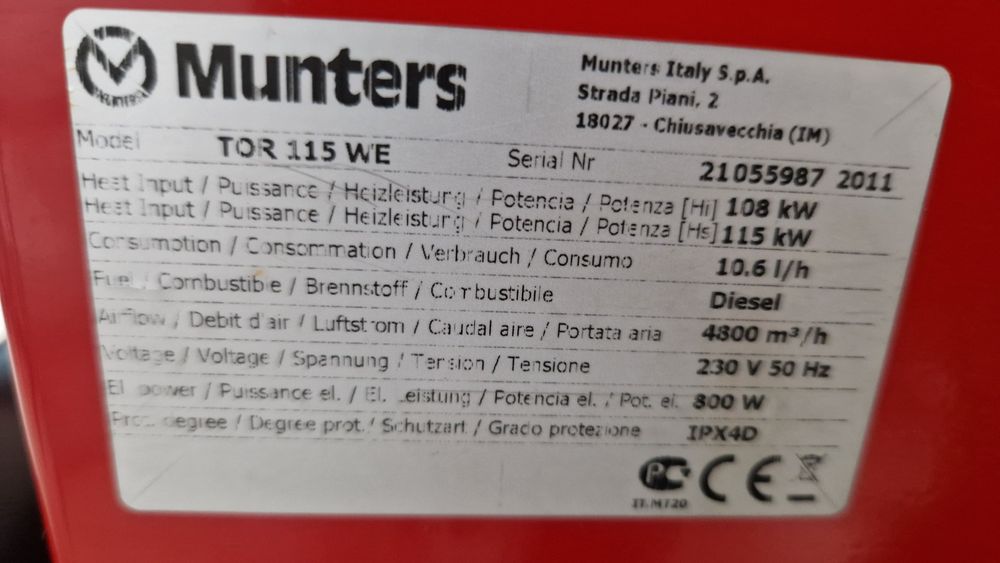 MUNTERS
Munters
Munters Italy S.p.A.
Strada Piani, 2
18027 - Chiusavecchia (IM)
Model TOR 115 WE Serial Nr 21055987 2011
Heat Input / Puissance / Heizleistung / Potencia / Potenza [Hi] 108 kW
Heat Input / Puissance / Heizleistung / Potencia / Potenza [Hs] 115 kW
Consumption / Consommation / Verbrauch / Consumo 10.6 l/h
Fuel / Combustible / Brennstoff / Combustibile Diesel
Airflow / Debit d'air / Luftstrom / Caudal aire / Portata aria 4800 m³/h
Voltage / Voltage / Spannung / Tension / Tensione 230 V 50 Hz
El. power / Puissance el. / El. Leistung / Potencia el. / Pot. el. 800 W
Prot. degree / Degree prot. / Schutzart / Grado protezione IPX4D
CE